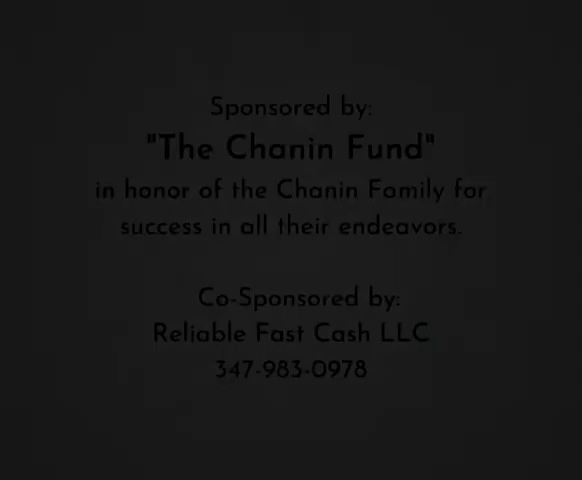 Sponsored by:
"The Chanin Fund"
in honor of the Chanin Family for
success in all their endeavors.
Co-Sponsored by:
Reliable Fast Cash LLC
347-983-0978